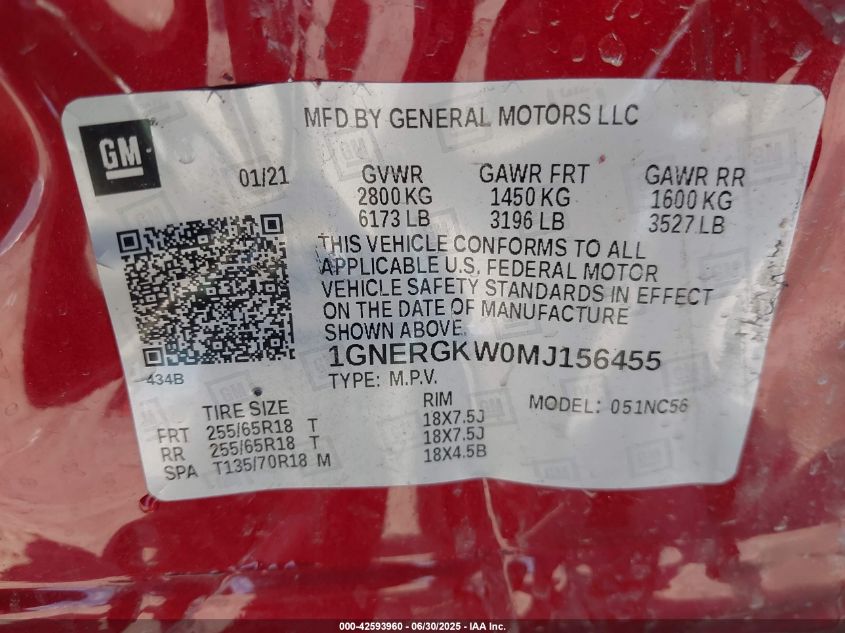 MFD BY GENERAL MOTORS LLC
GM
01/21
GVWR GAWR FRT GAWR RR
2800 KG 1450 KG 1600 KG
6173 LB 3196 LB 3527 LB
THIS VEHICLE CONFORMS TO ALL
APPLICABLE U.S. FEDERAL MOTOR
VEHICLE SAFETY STANDARDS IN EFFECT
ON THE DATE OF MANUFACTURE
SHOWN ABOVE.
1GNERGKW0MJ156455
434B
TYPE: M.P.V.
TIRE SIZE RIM MODEL: 051NC56
FRT 255/65R18 T 18X7.5J
RR 255/65R18 T 18X7.5J
SPA T135/70R18 M 18X4.5B
000-42593960 - 06/30/2025 - IAA Inc.